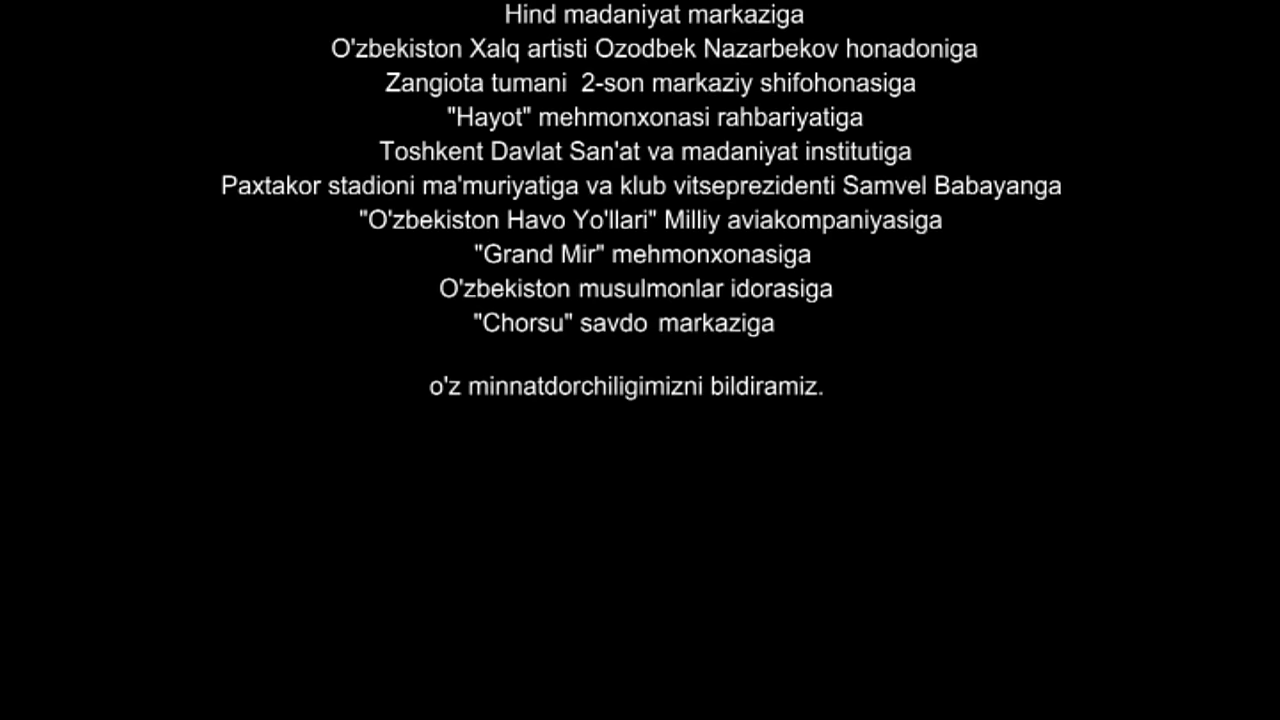 Hind madaniyat markaziga
O'zbekiston Xalq artisti Ozodbek Nazarbekov honadoniga
Zangiota tumani 2-son markaziy shifohonasiga
"Hayot" mehmonxonasi rahbariyatiga
Toshkent Davlat San'at va madaniyat institutiga
Paxtakor stadioni ma'muriyatiga va klub vitseprezidenti Samvel Babayanga
"O'zbekiston Havo Yo'llari" Milliy aviakompaniyasiga
"Grand Mir" mehmonxonasiga
O'zbekiston musulmonlar idorasiga
"Chorsu" savdo markaziga
o'z minnatdorchiligimizni bildiramiz.